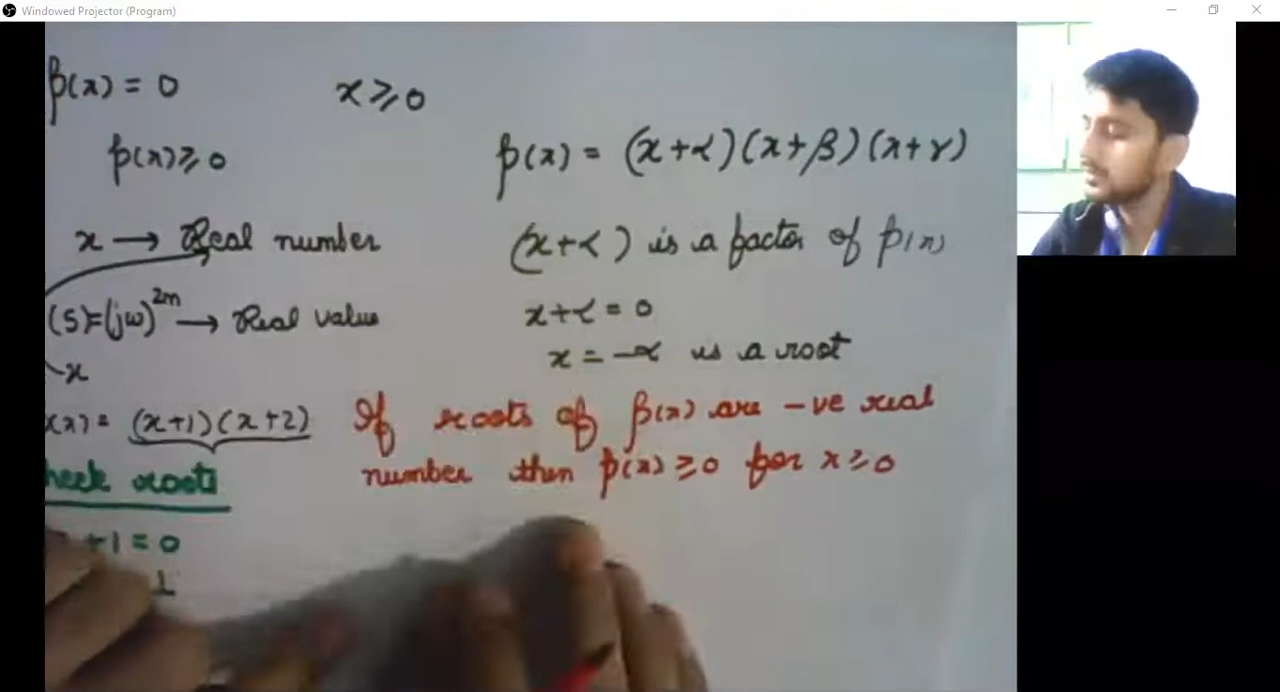 Windowed Projector (Program)
p(x) = 0
x ≥ 0
p(x) ≥ 0
x → Real number
(S)=(jω)^2m → Real value
x
(x) = (x+1)(x+2)
heck roots
+1 = 0
1
p(x) = (x+α)(x+β)(x+γ)
(x+α) is a factor of p(x)
x+α = 0
x = -α is a root
If roots of p(x) are -ve real
number then p(x) ≥ 0 for x ≥ 0